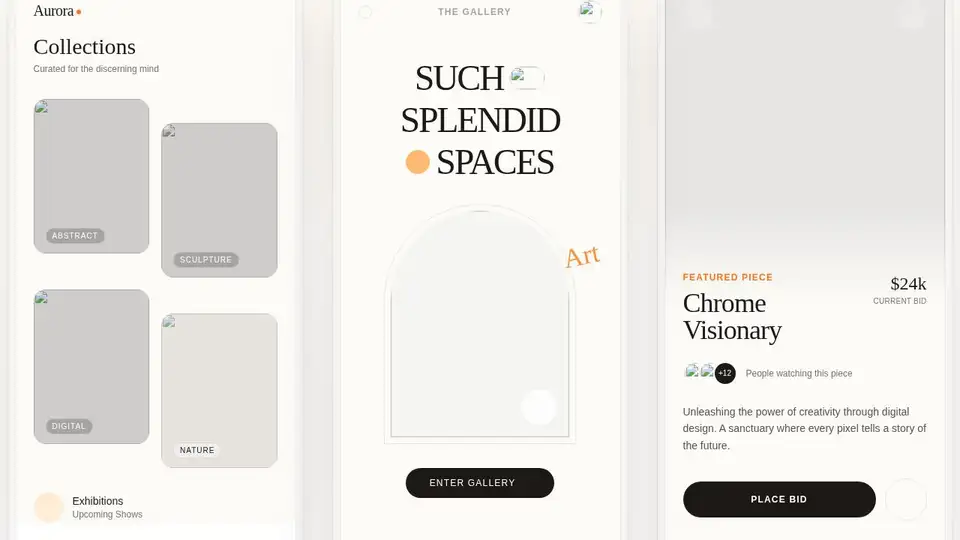 Aurora
Collections
Curated for the discerning mind
ABSTRACT
SCULPTURE
DIGITAL
NATURE
Exhibitions
Upcoming Shows
THE GALLERY
SUCH
SPLENDID
SPACES
Art
ENTER GALLERY
FEATURED PIECE
Chrome
Visionary
$24k
CURRENT BID
+12
People watching this piece
Unleashing the power of creativity through digital
design. A sanctuary where every pixel tells a story of
the future.
PLACE BID